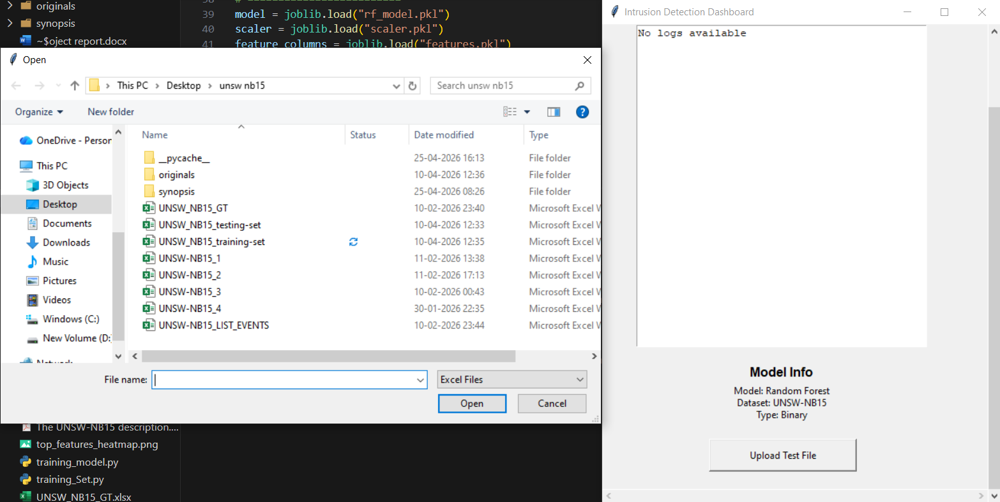 originals
synopsis
~$oject report.docx
39 model = joblib.load("rf_model.pkl")
40 scaler = joblib.load("scaler.pkl")
41 feature_columns = joblib.load("features.pkl")
Open
This PC > Desktop > unsw nb15
Search unsw nb15
Organize
New folder
Name
Status
Date modified
Type
OneDrive - Person
This PC
3D Objects
Desktop
Documents
Downloads
Music
Pictures
Videos
Windows (C:)
New Volume (D:)
Network
__pycache__ 25-04-2026 16:13 File folder
originals 10-04-2026 12:36 File folder
synopsis 25-04-2026 08:26 File folder
UNSW_NB15_GT 10-02-2026 23:40 Microsoft Excel W
UNSW_NB15_testing-set 10-04-2026 12:33 Microsoft Excel W
UNSW_NB15_training-set 10-04-2026 12:35 Microsoft Excel W
UNSW-NB15_1 11-02-2026 13:38 Microsoft Excel W
UNSW-NB15_2 11-02-2026 17:13 Microsoft Excel W
UNSW-NB15_3 10-02-2026 00:43 Microsoft Excel W
UNSW-NB15_4 30-01-2026 22:35 Microsoft Excel W
UNSW-NB15_LIST_EVENTS 10-02-2026 23:44 Microsoft Excel W
File name:
Excel Files
Open
Cancel
The UNSW-NB15 description....
top_features_heatmap.png
training_model.py
training_Set.py
UNSW_NB15_GT.xlsx
Intrusion Detection Dashboard
No logs available
Model Info
Model: Random Forest
Dataset: UNSW-NB15
Type: Binary
Upload Test File